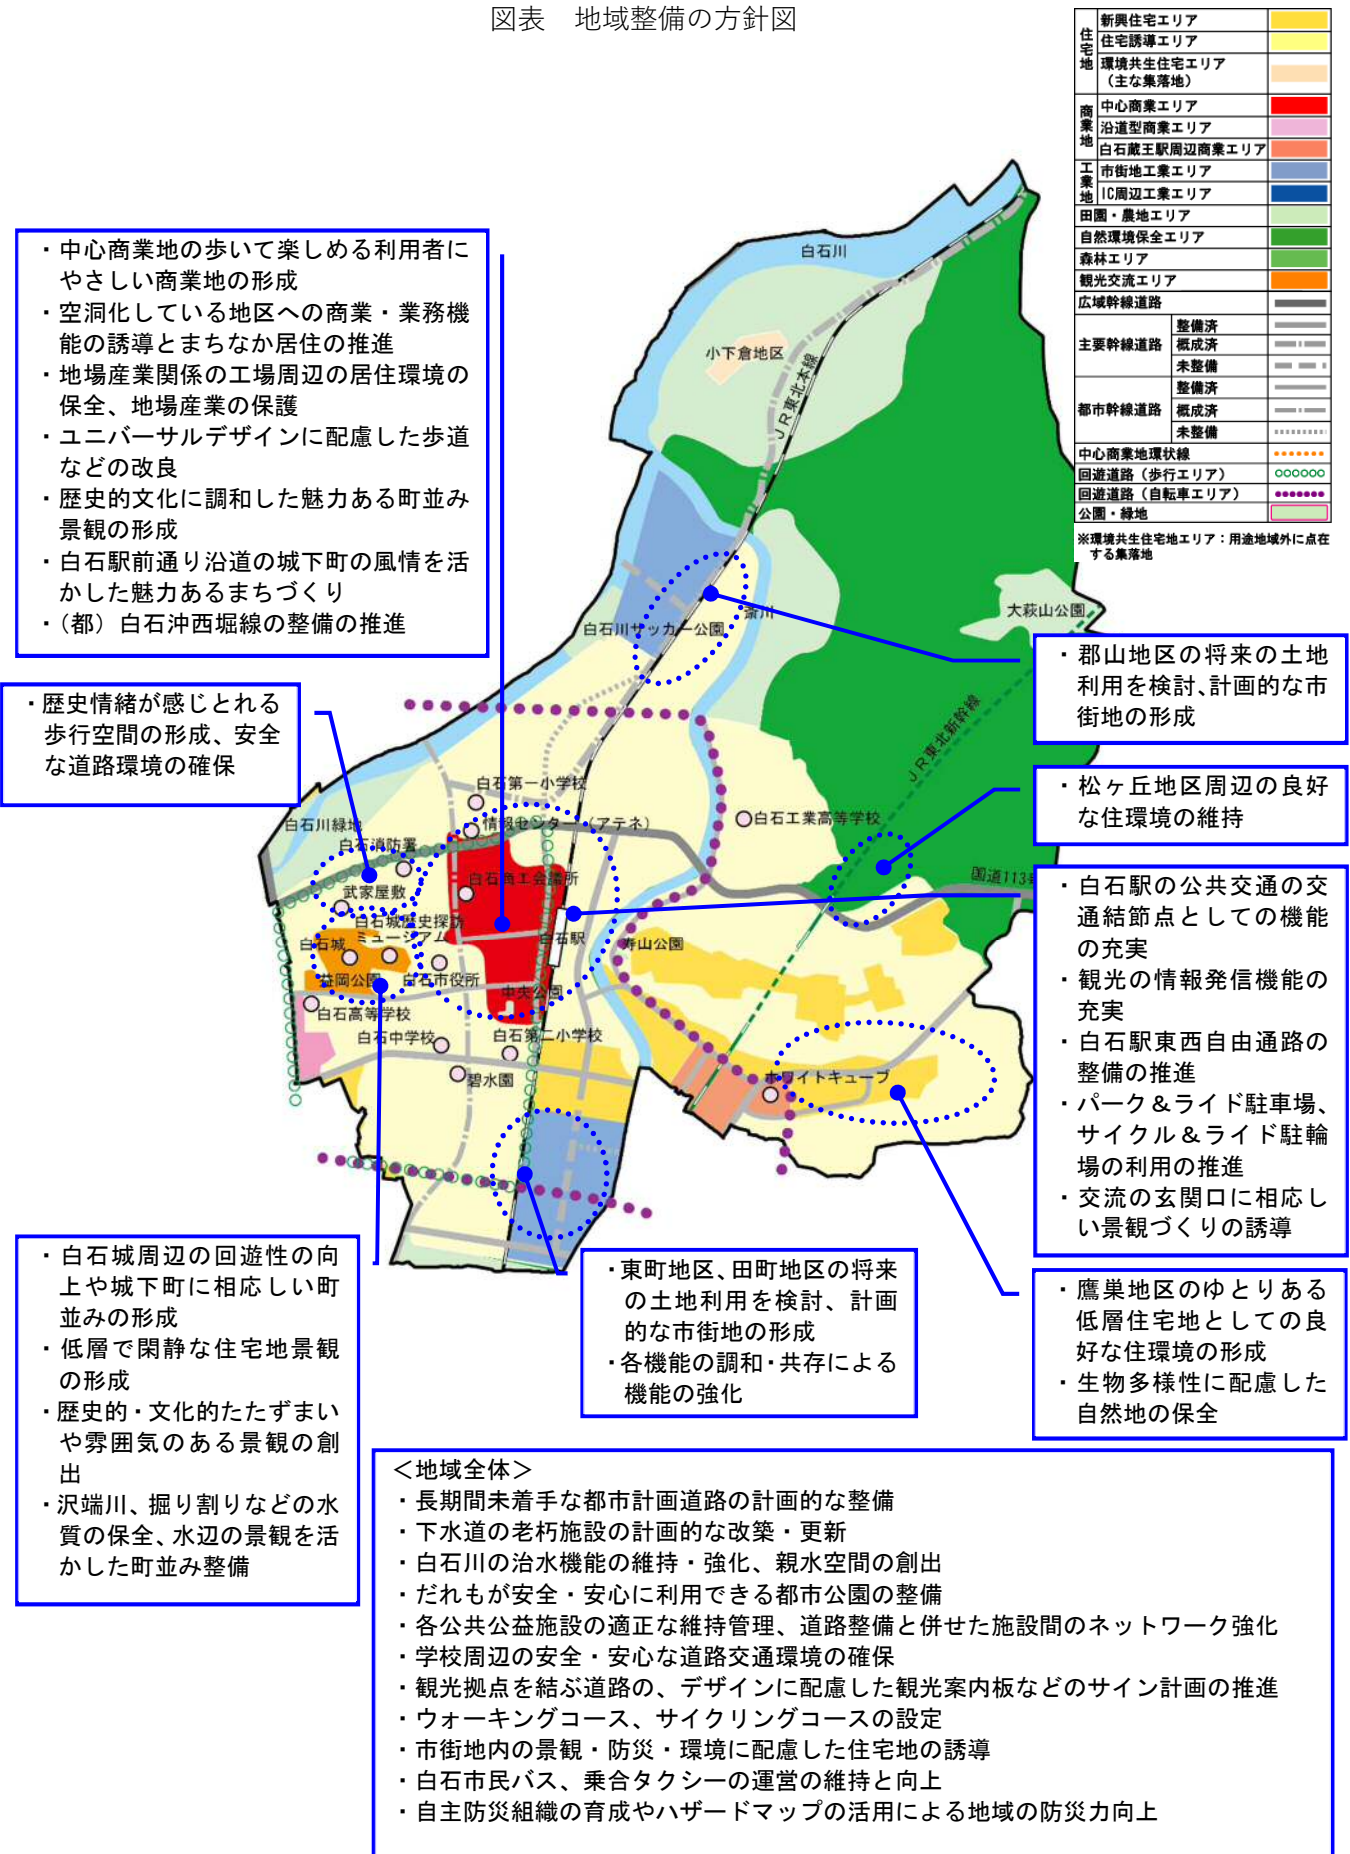 図表　地域整備の方針図
住宅地
新興住宅エリア
住宅誘導エリア
環境共生住宅エリア
（主な集落地）
商業地
中心商業エリア
沿道型商業エリア
白石蔵王駅周辺商業エリア
工業地
市街地工業エリア
IC周辺工業エリア
田園・農地エリア
自然環境保全エリア
森林エリア
観光交流エリア
広域幹線道路
主要幹線道路
整備済
概成済
未整備
都市幹線道路
整備済
概成済
未整備
中心商業地環状線
回遊道路（歩行エリア）
回遊道路（自転車エリア）
公園・緑地
※環境共生住宅地エリア：用途地域外に点在
する集落地
・中心商業地の歩いて楽しめる利用者に
やさしい商業地の形成
・空洞化している地区への商業・業務機
能の誘導とまちなか居住の推進
・地場産業関係の工場周辺の居住環境の
保全、地場産業の保護
・ユニバーサルデザインに配慮した歩道
などの改良
・歴史的文化に調和した魅力ある町並み
景観の形成
・白石駅前通り沿道の城下町の風情を活
かした魅力あるまちづくり
・（都）白石沖西堀線の整備の推進
・歴史情緒が感じとれる
歩行空間の形成、安全
な道路環境の確保
白石川
小下倉地区
JR東北本線
斎川
白石川サッカー公園
大萩山公園
JR東北新幹線
白石第一小学校
情報センター（アテネ）
白石工業高等学校
白石川緑地
白石消防署
白石商工会議所
国道113号
武家屋敷
白石城歴史探訪
ミュージアム
白石城
白石駅
寿山公園
益岡公園
白石市役所
中央公園
白石高等学校
白石中学校
白石第二小学校
碧水園
ホワイトキューブ
・郡山地区の将来の土地
利用を検討、計画的な市
街地の形成
・松ヶ丘地区周辺の良好
な住環境の維持
・白石駅の公共交通の交
通結節点としての機能
の充実
・観光の情報発信機能の
充実
・白石駅東西自由通路の
整備の推進
・パーク＆ライド駐車場、
サイクル＆ライド駐輪
場の利用の推進
・交流の玄関口に相応し
い景観づくりの誘導
・白石城周辺の回遊性の向
上や城下町に相応しい町
並みの形成
・低層で閑静な住宅地景観
の形成
・歴史的・文化的たたずまい
や雰囲気のある景観の創
出
・沢端川、掘り割りなどの水
質の保全、水辺の景観を活
かした町並み整備
・東町地区、田町地区の将来
の土地利用を検討、計画
的な市街地の形成
・各機能の調和・共存による
機能の強化
・鷹巣地区のゆとりある
低層住宅地としての良
好な住環境の形成
・生物多様性に配慮した
自然地の保全
＜地域全体＞
・長期間未着手な都市計画道路の計画的な整備
・下水道の老朽施設の計画的な改築・更新
・白石川の治水機能の維持・強化、親水空間の創出
・だれもが安全・安心に利用できる都市公園の整備
・各公共公益施設の適正な維持管理、道路整備と併せた施設間のネットワーク強化
・学校周辺の安全・安心な道路交通環境の確保
・観光拠点を結ぶ道路の、デザインに配慮した観光案内板などのサイン計画の推進
・ウォーキングコース、サイクリングコースの設定
・市街地内の景観・防災・環境に配慮した住宅地の誘導
・白石市民バス、乗合タクシーの運営の維持と向上
・自主防災組織の育成やハザードマップの活用による地域の防災力向上